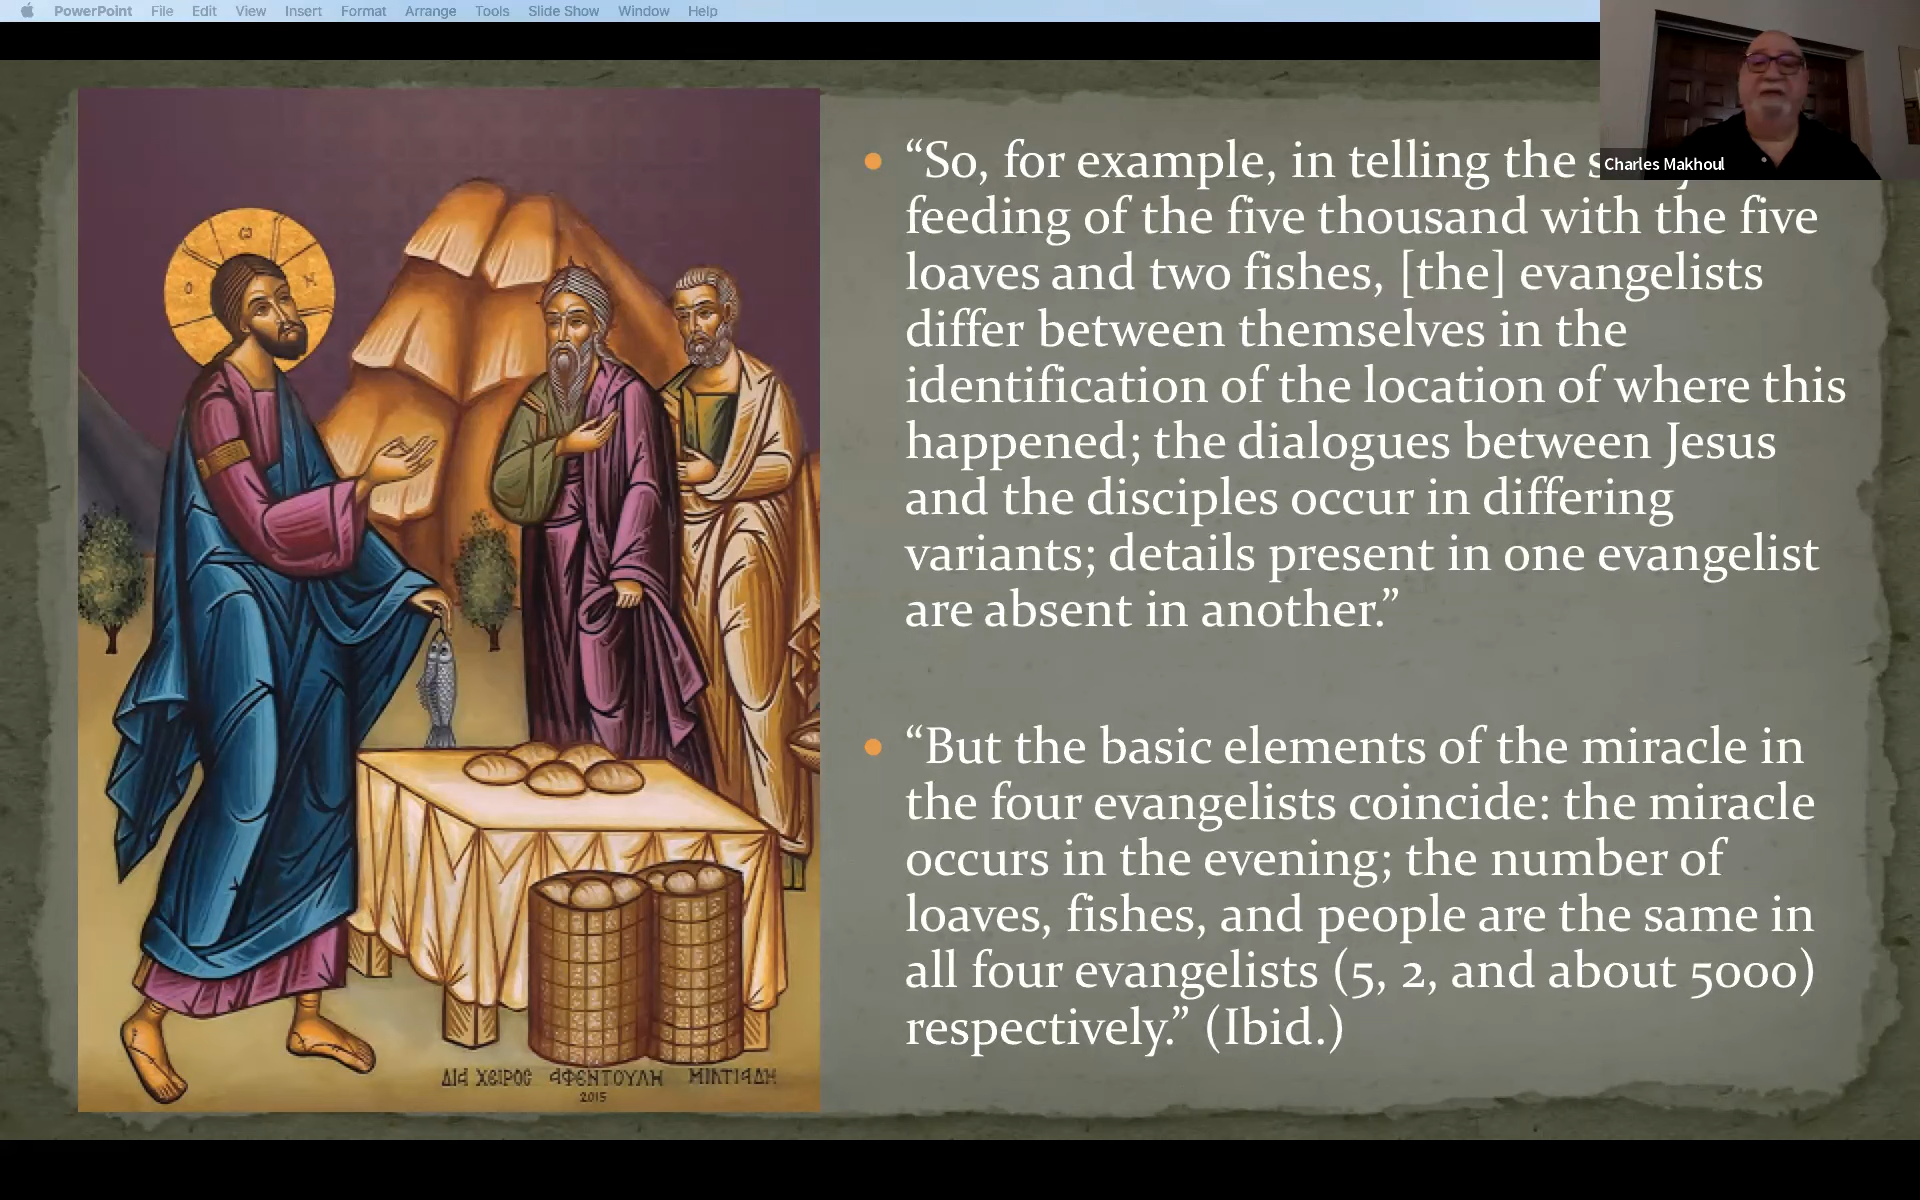 PowerPoint File Edit View Insert Format Arrange Tools Slide Show Window Help
Charles Makhoul
“So, for example, in telling the
feeding of the five thousand with the five
loaves and two fishes, [the] evangelists
differ between themselves in the
identification of the location of where this
happened; the dialogues between Jesus
and the disciples occur in differing
variants; details present in one evangelist
are absent in another.”
“But the basic elements of the miracle in
the four evangelists coincide: the miracle
occurs in the evening; the number of
loaves, fishes, and people are the same in
all four evangelists (5, 2, and about 5000)
respectively.” (Ibid.)
Ο Ω Ν
ΔΙΑ ΧΕΙΡΟΣ ΑΦΕΝΤΟΥΛΗ ΜΙΛΤΙΑΔΗ
2015